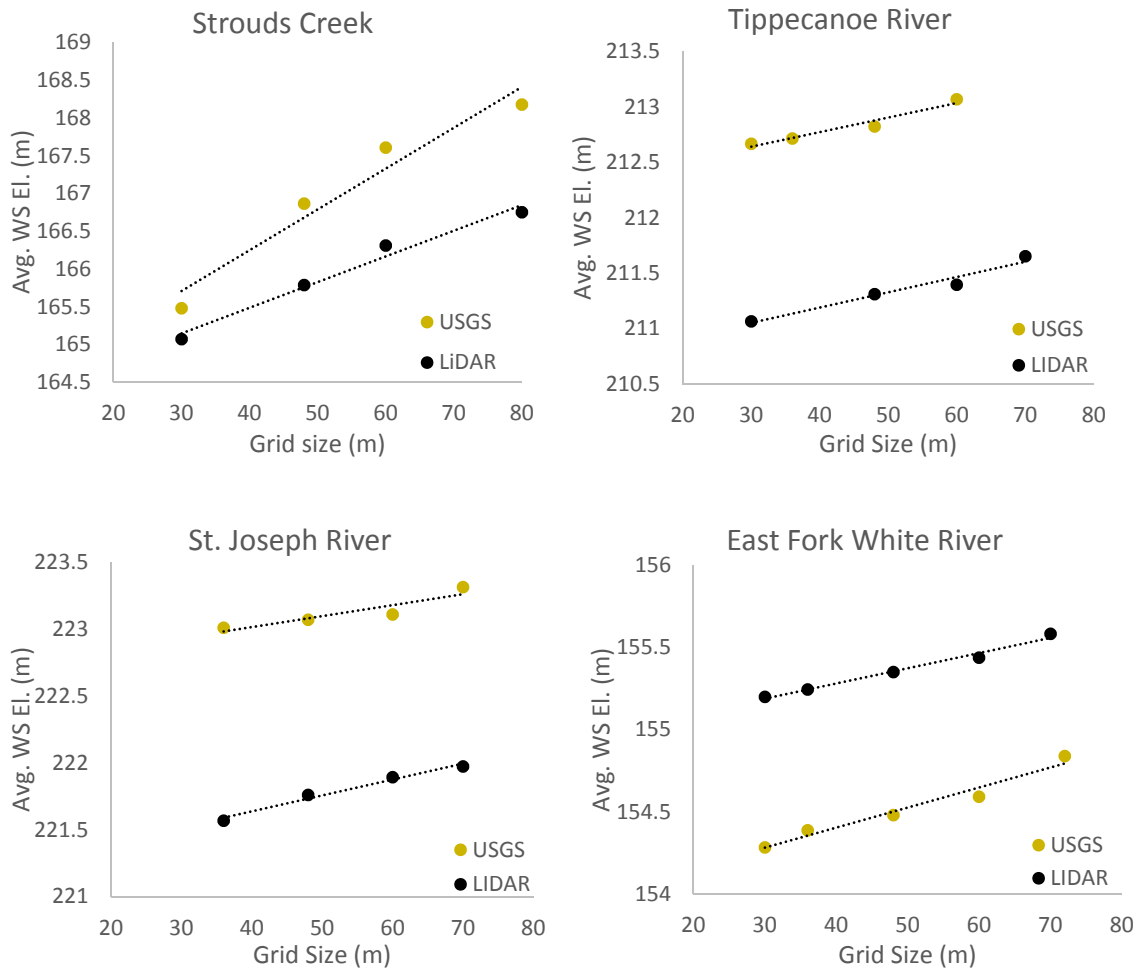 Strouds Creek
169
168.5
168
167.5
167
166.5
166
165.5
165
164.5
Avg. WS El. (m)
USGS
LiDAR
20 30 40 50 60 70 80
Grid size (m)
Tippecanoe River
213.5
213
212.5
212
211.5
211
210.5
Avg. WS El. (m)
USGS
LIDAR
20 30 40 50 60 70 80
Grid Size (m)
St. Joseph River
223.5
223
222.5
222
221.5
221
Avg. WS El. (m)
USGS
LIDAR
20 30 40 50 60 70 80
Grid Size (m)
East Fork White River
156
155.5
155
154.5
154
Avg. WS El. (m)
USGS
LIDAR
20 30 40 50 60 70 80
Grid Size (m)